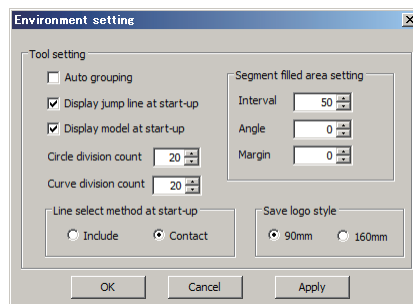 Environment setting
Tool setting
Auto grouping
Display jump line at start-up
Display model at start-up
Circle division count 20
Curve division count 20
Segment filled area setting
Interval 50
Angle 0
Margin 0
Line select method at start-up
Include Contact
Save logo style
90mm 160mm
OK Cancel Apply